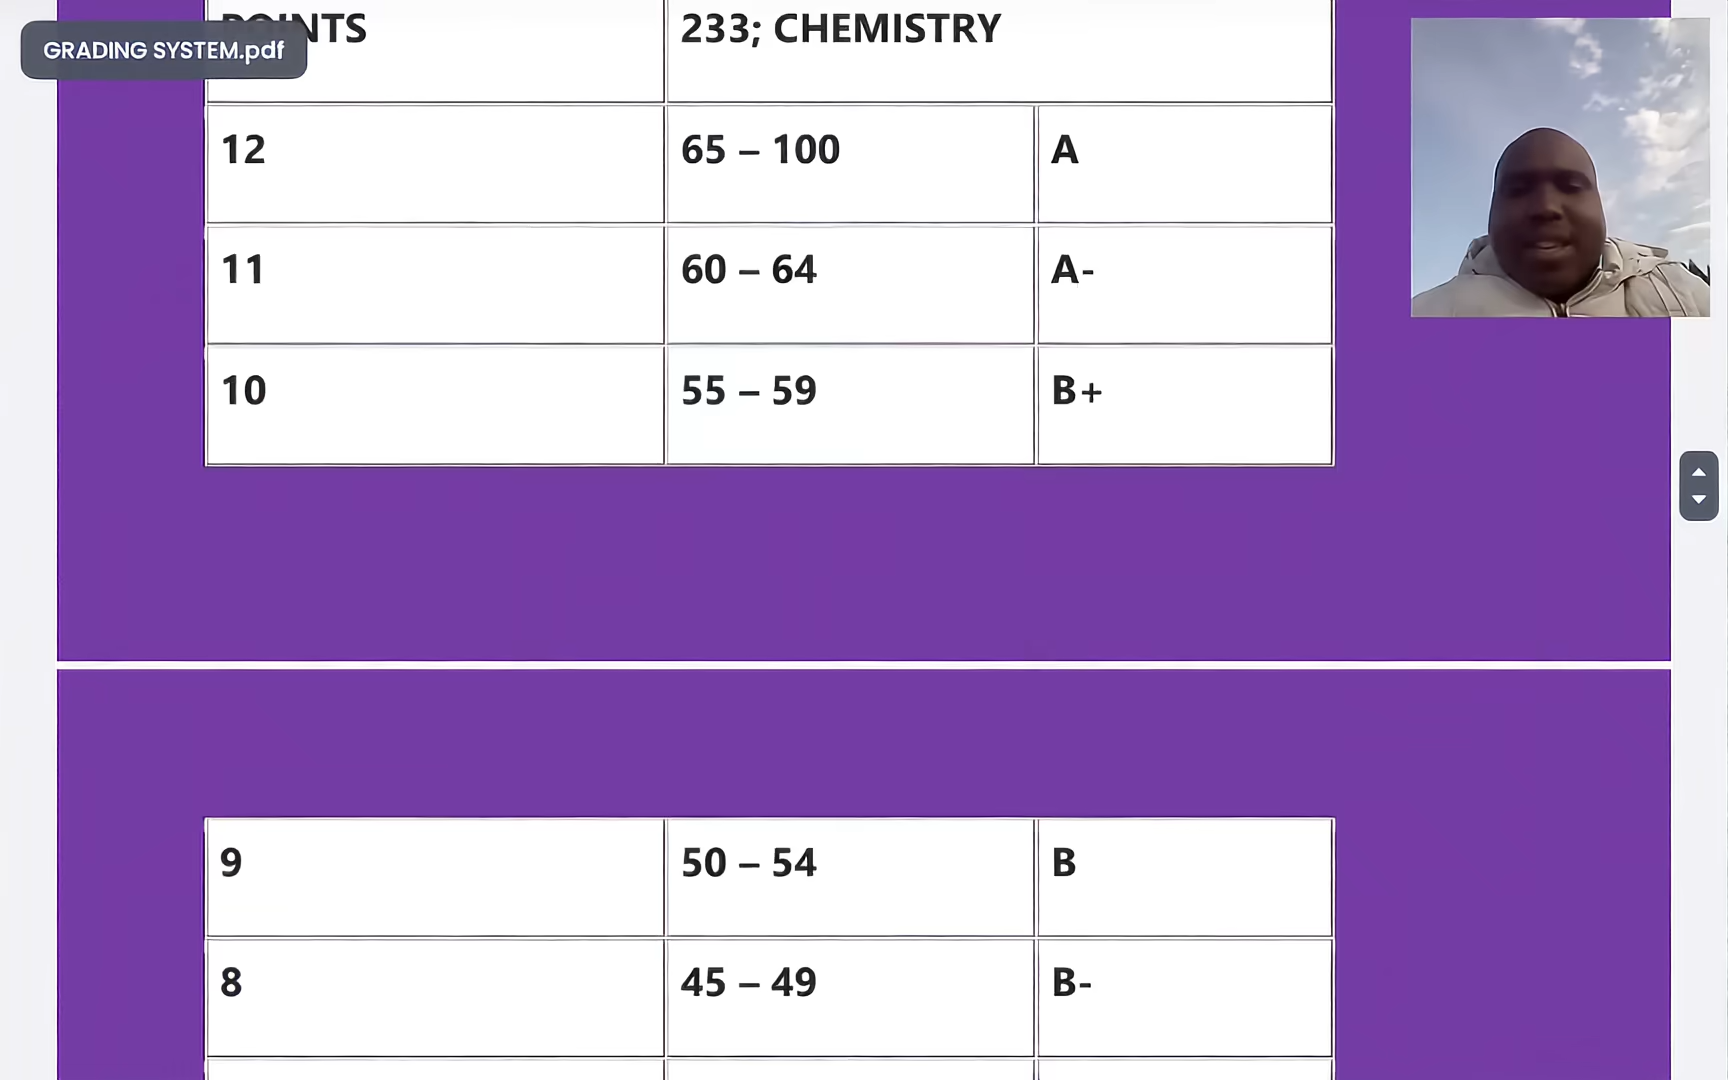 GRADING SYSTEM.pdf
POINTS 233; CHEMISTRY
12 65 – 100 A
11 60 – 64 A-
10 55 – 59 B+
9 50 – 54 B
8 45 – 49 B-